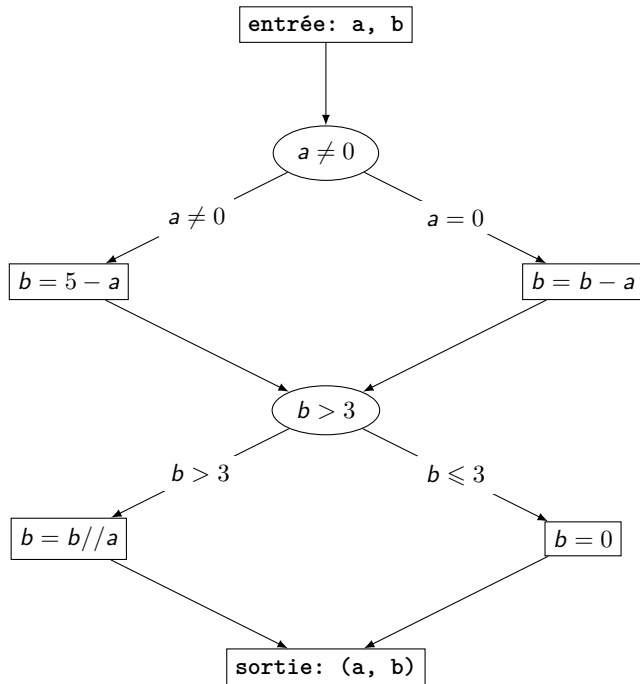 entrée: a, b
a ≠ 0
a ≠ 0
a = 0
b = 5 − a
b = b − a
b > 3
b > 3
b ⩽ 3
b = b//a
b = 0
sortie: (a, b)